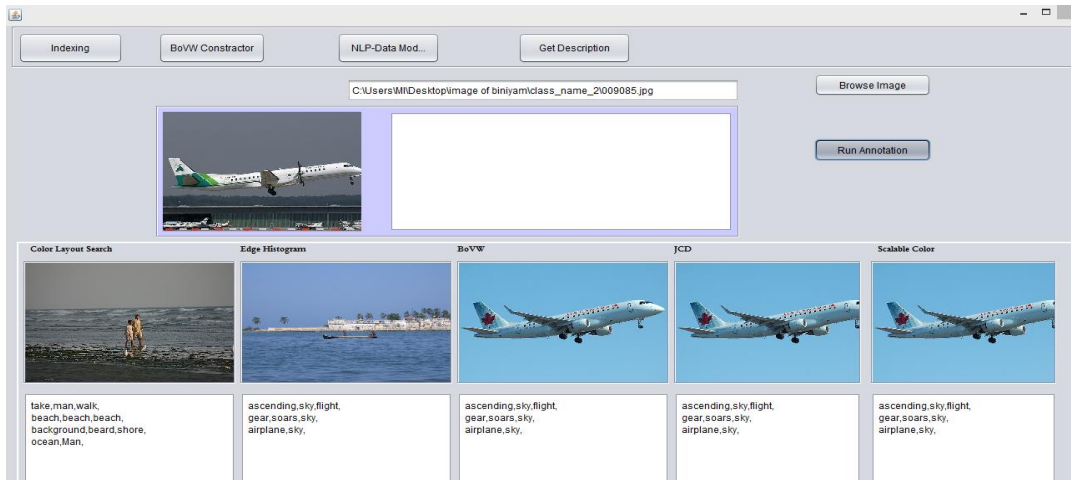 Indexing
BoVW Constractor
NLP-Data Mod...
Get Description
C:\Users\MI\Desktop\image of biniyam\class_name_2\009085.jpg
Browse Image
Run Annotation
Color Layout Search
Edge Histogram
BoVW
JCD
Scalable Color
take,man,walk,
beach,beach,beach,
background,beard,shore,
ocean,Man,
ascending,sky,flight,
gear,soars,sky,
airplane,sky,
ascending,sky,flight,
gear,soars,sky,
airplane,sky,
ascending,sky,flight,
gear,soars,sky,
airplane,sky,
ascending,sky,flight,
gear,soars,sky,
airplane,sky,